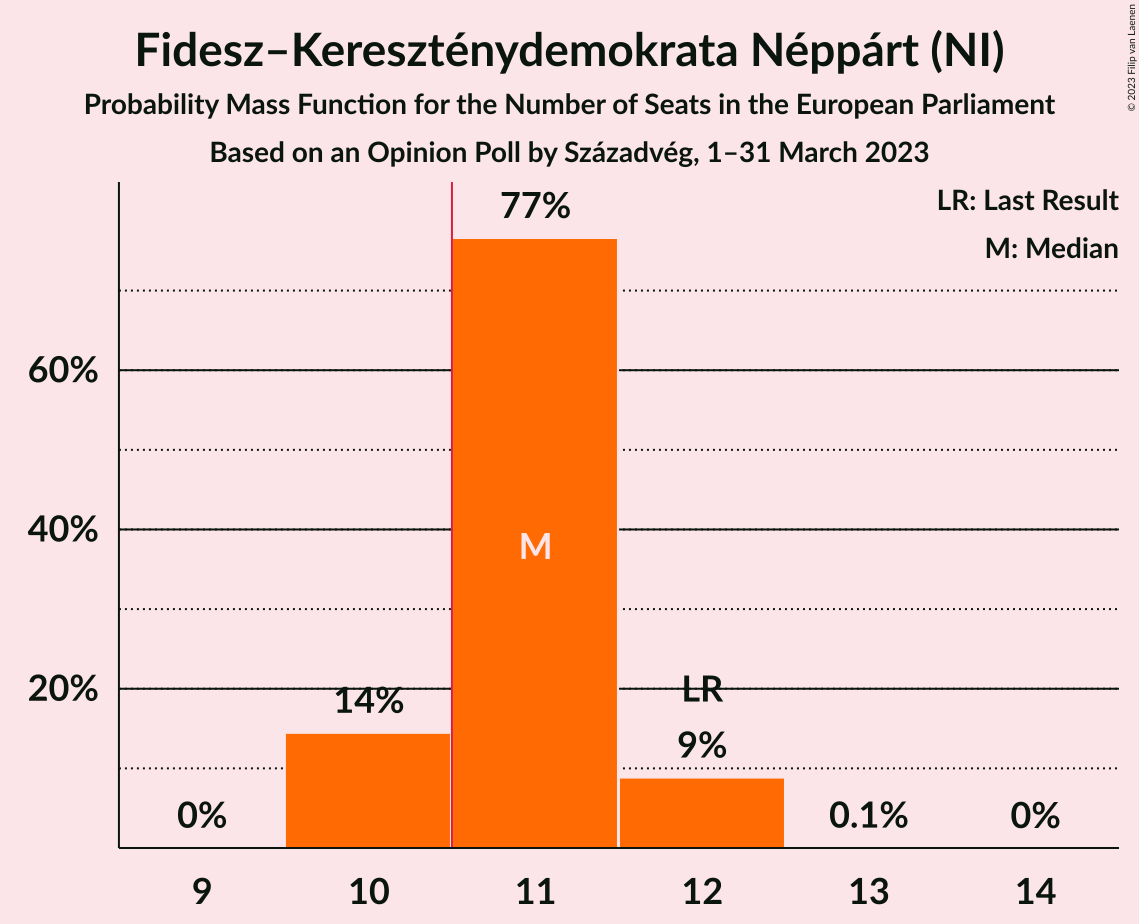 Fidesz–Kereszténydemokrata Néppárt (NI)
Probability Mass Function for the Number of Seats in the European Parliament
Based on an Opinion Poll by Századvég, 1–31 March 2023
© 2023 Filip van Laenen
LR: Last Result
M: Median
77%
60%
40%
M
20%
14%
LR
9%
0%
0.1%
0%
9 10 11 12 13 14